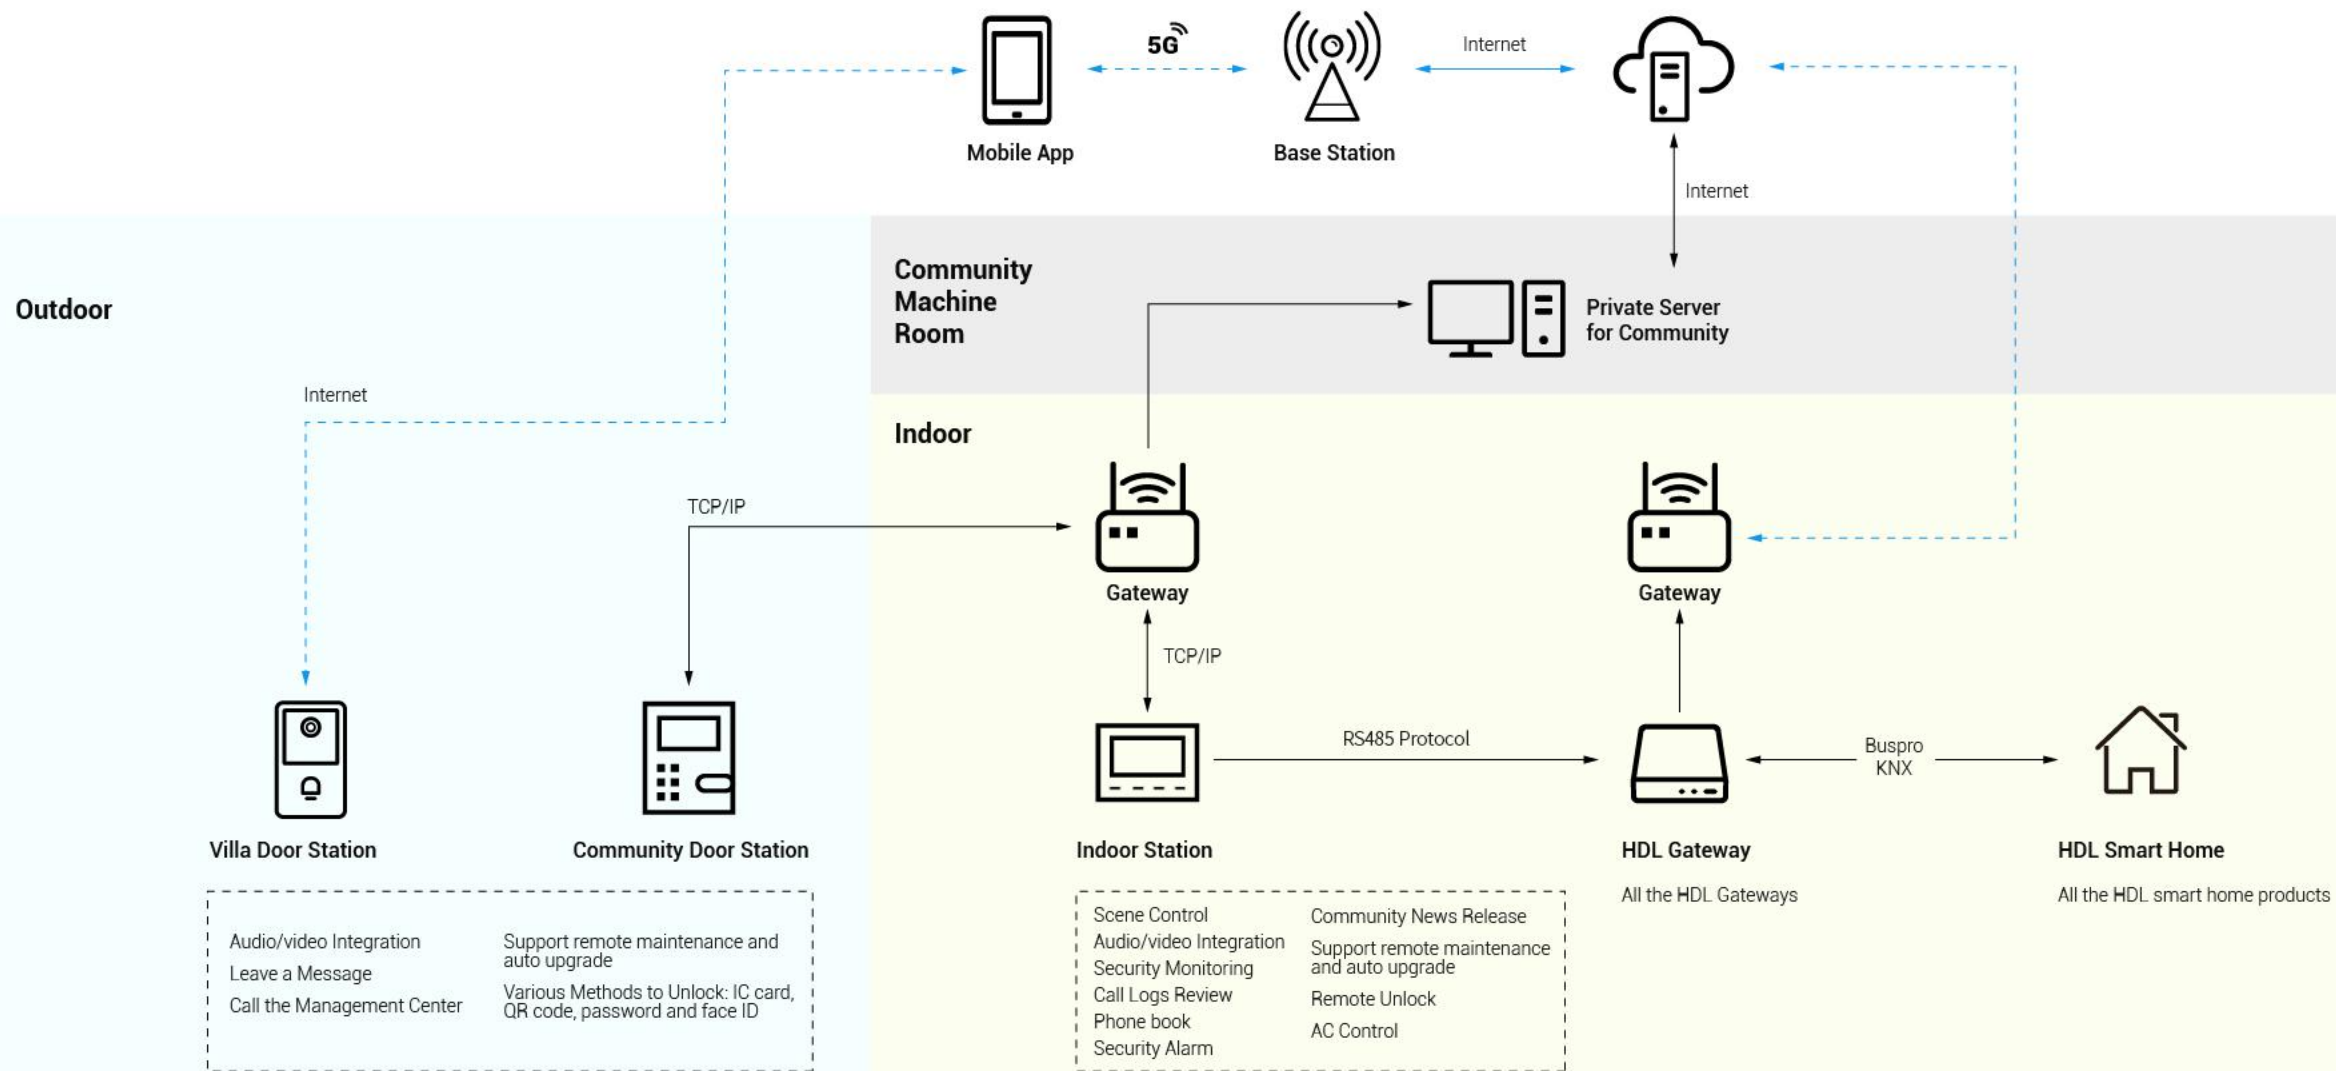 5G
Internet
Mobile App
Base Station
Internet
Community
Machine
Room
Outdoor
Private Server
for Community
Internet
Indoor
TCP/IP
Gateway
Gateway
TCP/IP
RS485 Protocol
Buspro
KNX
Villa Door Station
Community Door Station
Indoor Station
HDL Gateway
HDL Smart Home
All the HDL Gateways
All the HDL smart home products
Audio/video Integration
Leave a Message
Call the Management Center
Support remote maintenance and
auto upgrade
Various Methods to Unlock: IC card,
QR code, password and face ID
Scene Control
Audio/video Integration
Security Monitoring
Call Logs Review
Phone book
Security Alarm
Community News Release
Support remote maintenance
and auto upgrade
Remote Unlock
AC Control